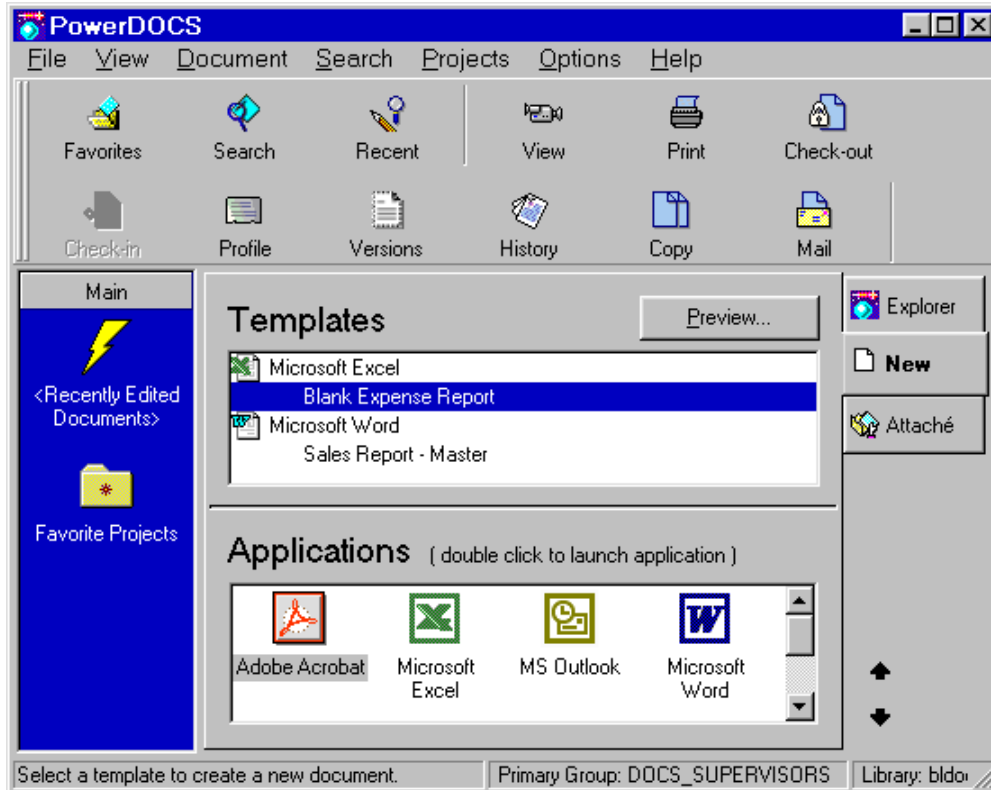 PowerDOCS
File View Document Search Projects Options Help
Favorites Search Recent View Print Check-out
Check-in Profile Versions History Copy Mail
Main
<Recently Edited
Documents>
Favorite Projects
Templates
Preview...
Microsoft Excel
Blank Expense Report
Microsoft Word
Sales Report - Master
Applications ( double click to launch application )
Adobe Acrobat
Microsoft
Excel
MS Outlook
Microsoft
Word
Explorer
New
Attaché
Select a template to create a new document.
Primary Group: DOCS_SUPERVISORS
Library: